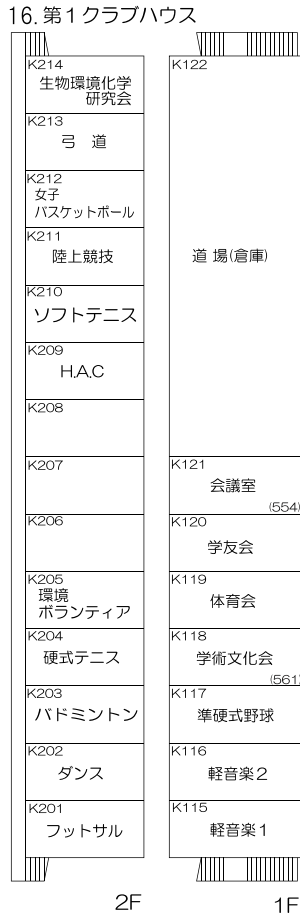 16.第1クラブハウス
K214
生物環境化学
研究会
K213
弓 道
K212
女子
バスケットボール
K211
陸上競技
K210
ソフトテニス
K209
H.A.C
K208
K207
K206
K205
環境
ボランティア
K204
硬式テニス
K203
バドミントン
K202
ダンス
K201
フットサル
2F
K122
道 場(倉庫)
K121
会議室
(554)
K120
学友会
K119
体育会
K118
学術文化会
(561)
K117
準硬式野球
K116
軽音楽2
K115
軽音楽1
1F